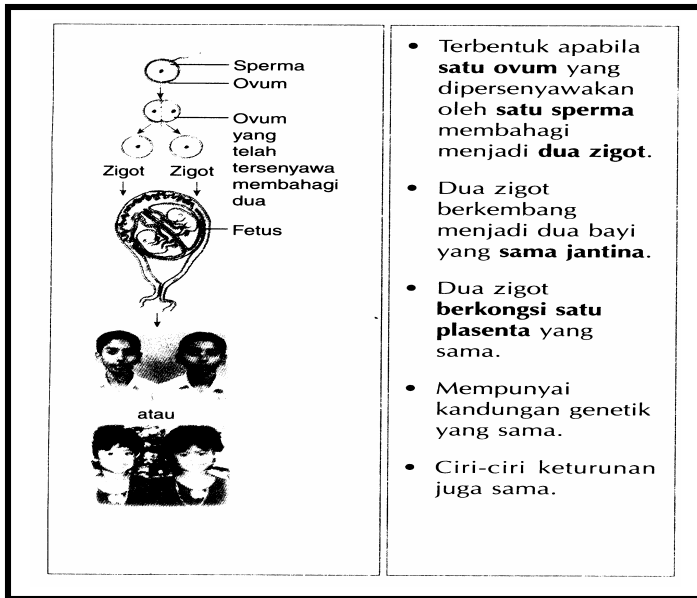 Sperma
Ovum
Ovum
yang
telah
tersenyawa
membahagi
dua
Zigot Zigot
Fetus
atau
• Terbentuk apabila
satu ovum yang
dipersenyawakan
oleh satu sperma
membahagi
menjadi dua zigot.
• Dua zigot
berkembang
menjadi dua bayi
yang sama jantina.
• Dua zigot
berkongsi satu
plasenta yang
sama.
• Mempunyai
kandungan genetik
yang sama.
• Ciri-ciri keturunan
juga sama.